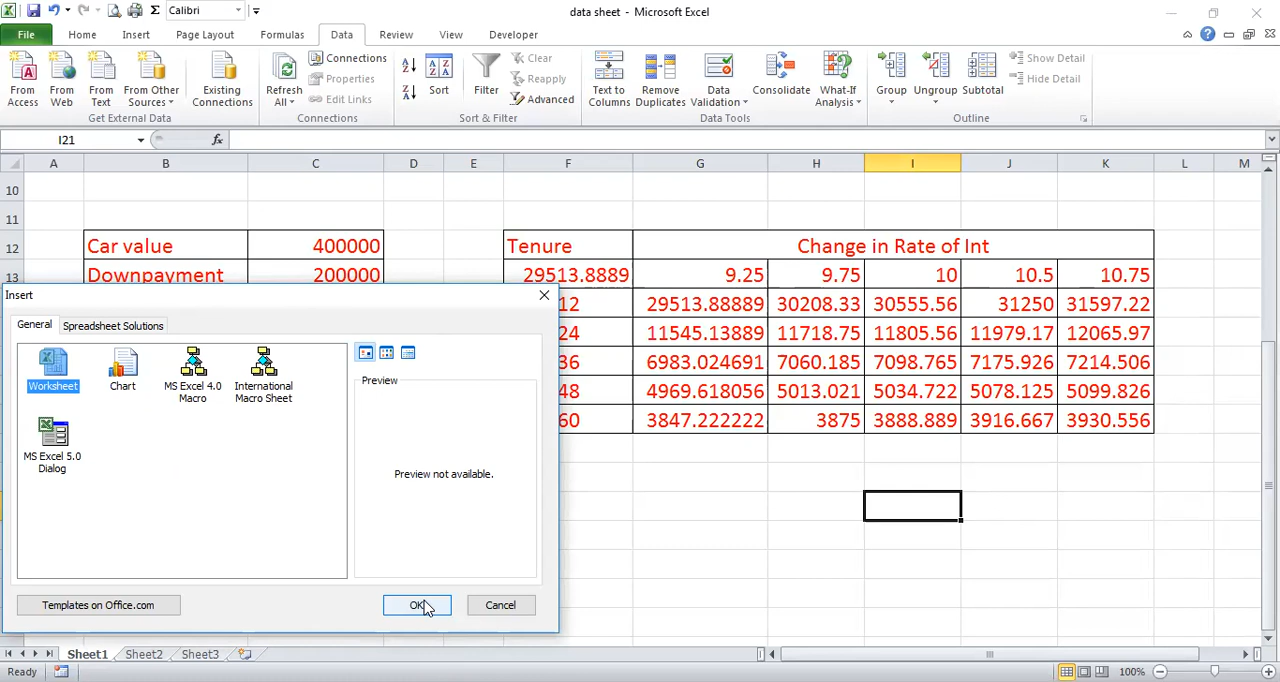 Calibri
data sheet - Microsoft Excel
File Home Insert Page Layout Formulas Data Review View Developer
From Access
From Web
From Text
From Other Sources
Existing Connections
Get External Data
Refresh All
Connections
Properties
Edit Links
Connections
Sort
Filter
Clear
Reapply
Advanced
Sort & Filter
Text to Columns
Remove Duplicates
Data Validation
Consolidate
What-If Analysis
Data Tools
Group
Ungroup
Subtotal
Show Detail
Hide Detail
Outline
I21 fx
A B C D E F G H I J K L M
10
11
12 Car value 400000 Tenure Change in Rate of Int
13 Downpayment 200000 29513.8889 9.25 9.75 10 10.5 10.75
12 29513.88889 30208.33 30555.56 31250 31597.22
24 11545.13889 11718.75 11805.56 11979.17 12065.97
36 6983.024691 7060.185 7098.765 7175.926 7214.506
48 4969.618056 5013.021 5034.722 5078.125 5099.826
60 3847.222222 3875 3888.889 3916.667 3930.556
Insert
General Spreadsheet Solutions
Worksheet
Chart
MS Excel 4.0 Macro
International Macro Sheet
MS Excel 5.0 Dialog
Preview
Preview not available.
Templates on Office.com OK Cancel
Sheet1 Sheet2 Sheet3
Ready 100%